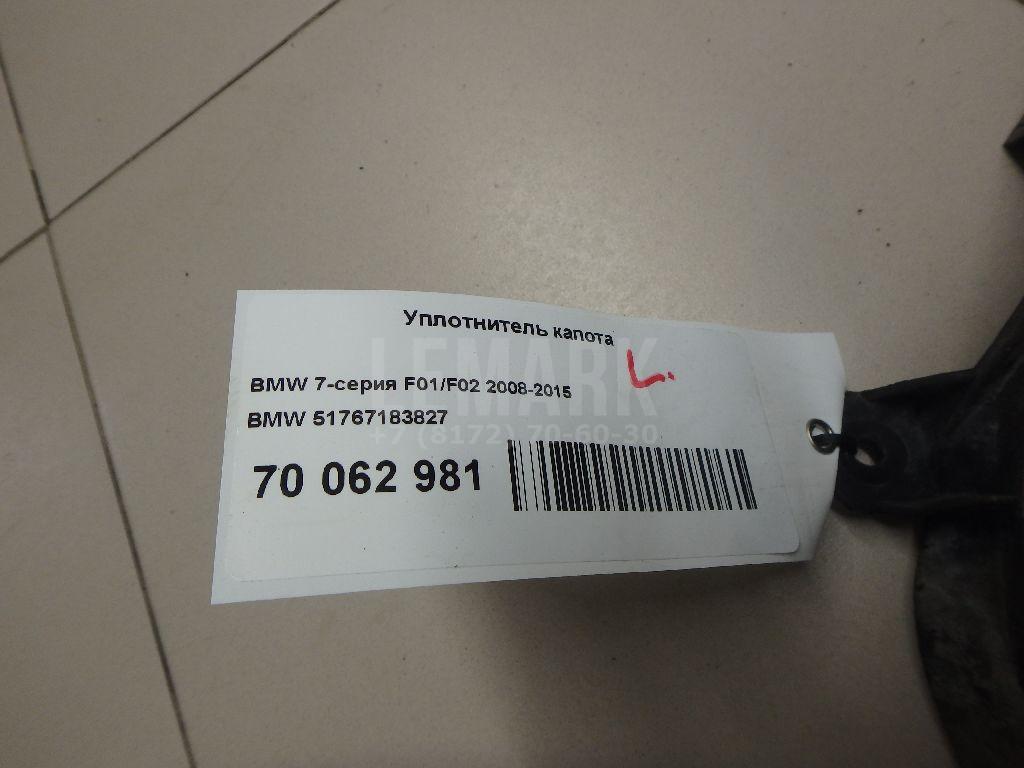 Уплотнитель капота
LEMARK
L.
BMW 7-серия F01/F02 2008-2015
BMW 51767183827
+7 (8172) 70-60-30
70 062 981